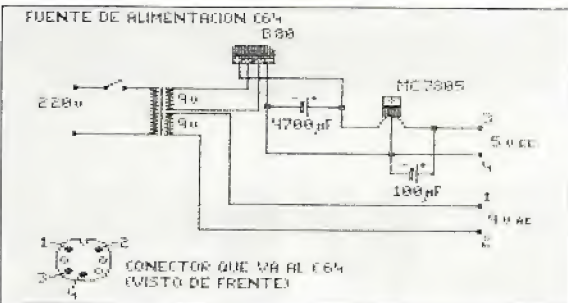 FUENTE DE ALIMENTACION C64
B80
220v
9v
9v
4700µF
MC7805
100µF
3
5v CC
4
1
9v AC
2
1
2
3
4
CONECTOR QUE VA AL C64
(VISTO DE FRENTE)